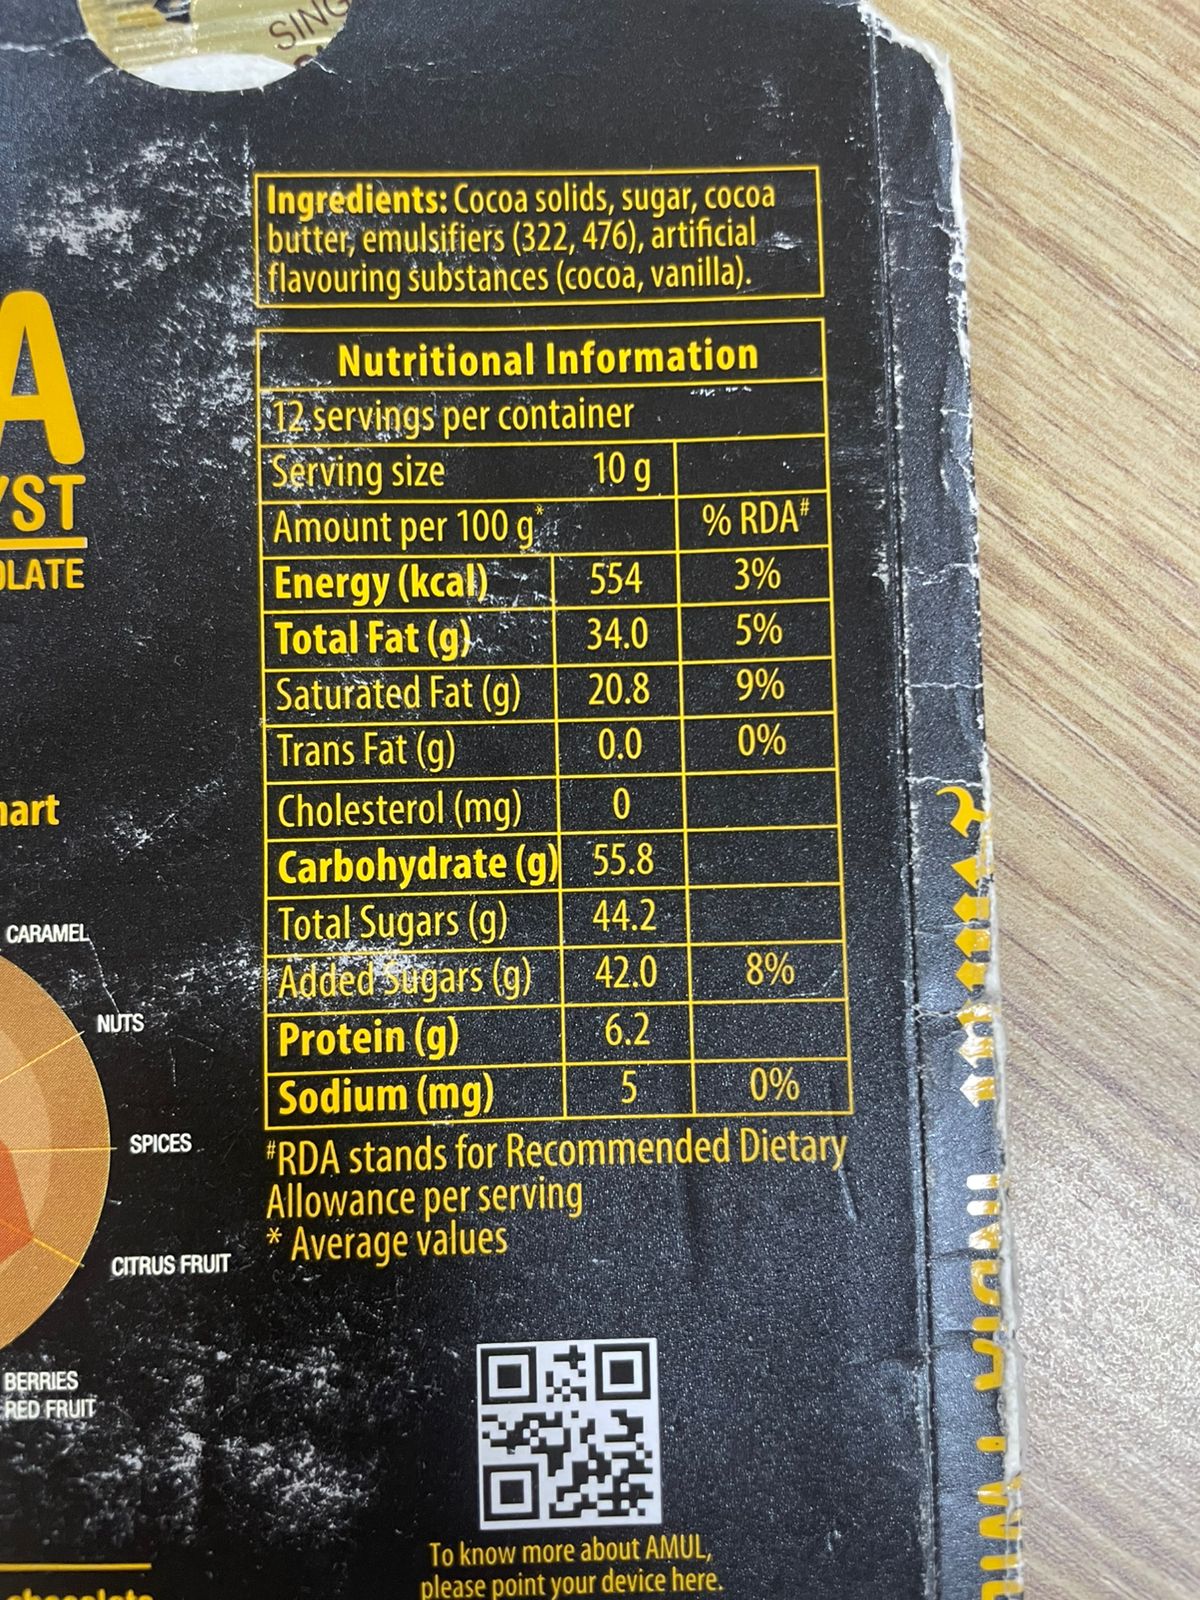 SING
A
YST
OLATE
hart
CARAMEL
NUTS
SPICES
CITRUS FRUIT
BERRIES
RED FRUIT
Ingredients: Cocoa solids, sugar, cocoa
butter, emulsifiers (322, 476), artificial
flavouring substances (cocoa, vanilla).
Nutritional Information
12 servings per container
Serving size 10 g
Amount per 100 g* % RDA#
Energy (kcal) 554 3%
Total Fat (g) 34.0 5%
Saturated Fat (g) 20.8 9%
Trans Fat (g) 0.0 0%
Cholesterol (mg) 0
Carbohydrate (g) 55.8
Total Sugars (g) 44.2
Added Sugars (g) 42.0 8%
Protein (g) 6.2
Sodium (mg) 5 0%
#RDA stands for Recommended Dietary
Allowance per serving
* Average values
To know more about AMUL,
please point your device here.
chocolate